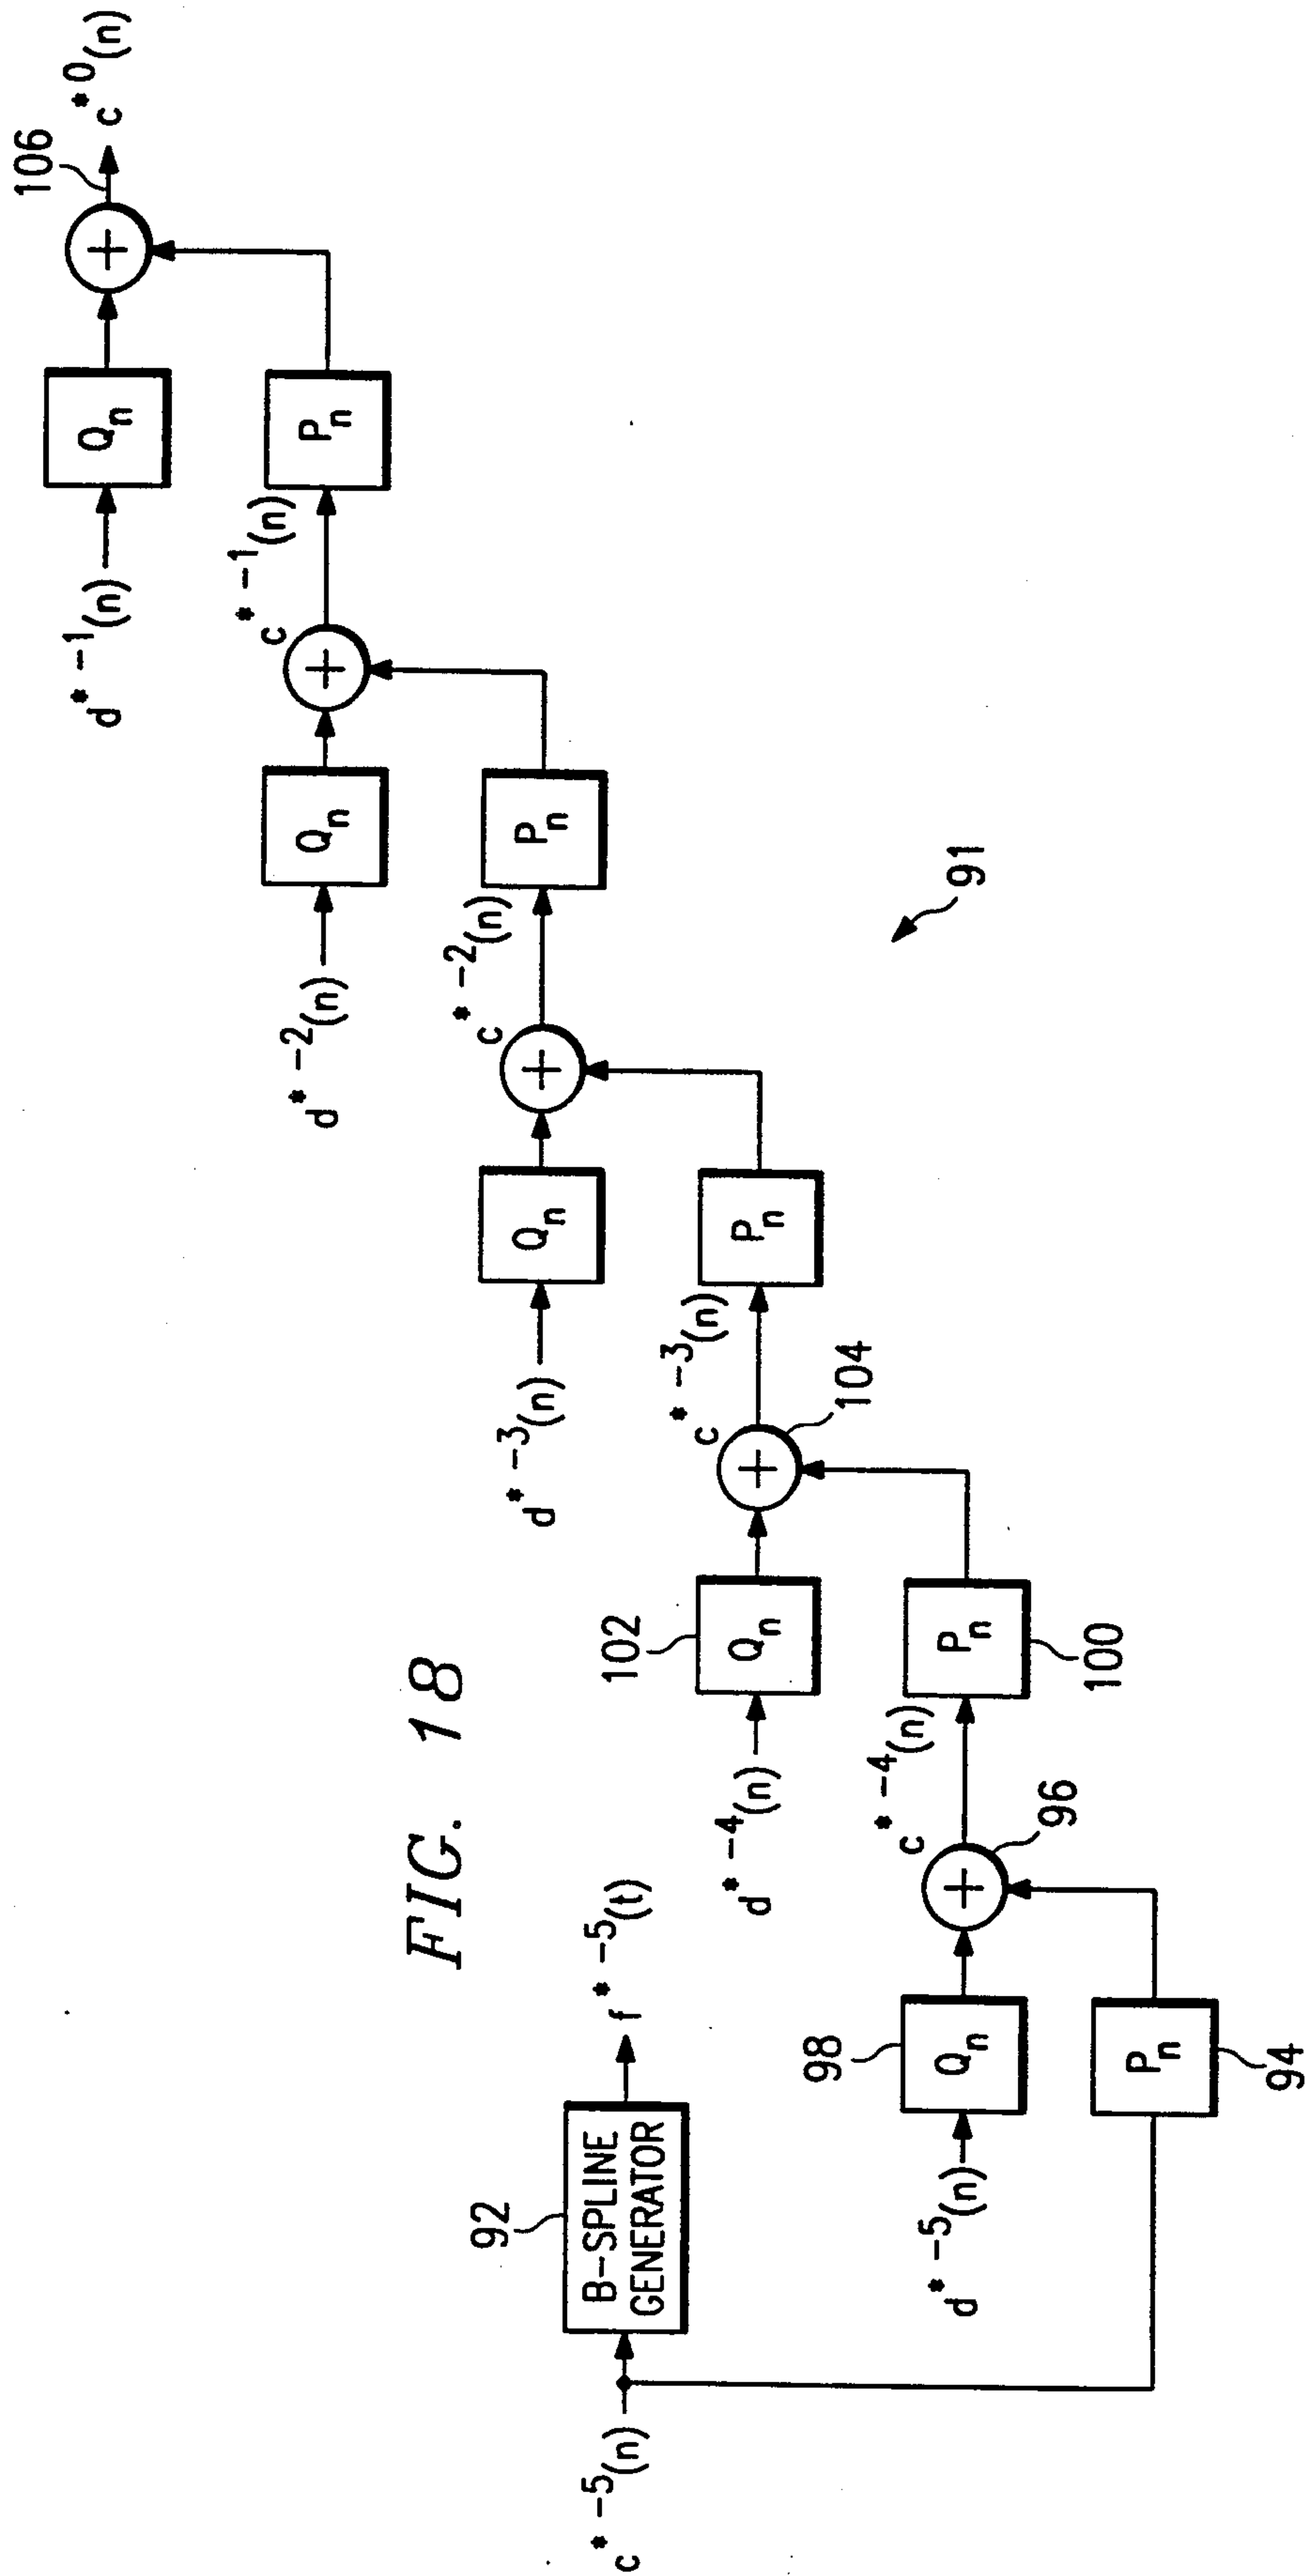 FIG. 18
c*-5(n)
92
B-SPLINE
GENERATOR
f*-5(t)
d*-5(n)
98
Qn
Pn
94
c*-4(n)
96
d*-4(n)
102
Qn
Pn
100
c*-3(n)
104
d*-3(n)
Qn
Pn
c*-2(n)
d*-2(n)
Qn
Pn
c*-1(n)
d*-1(n)
Qn
Pn
106
c*0(n)
91
+
+
+
+
+